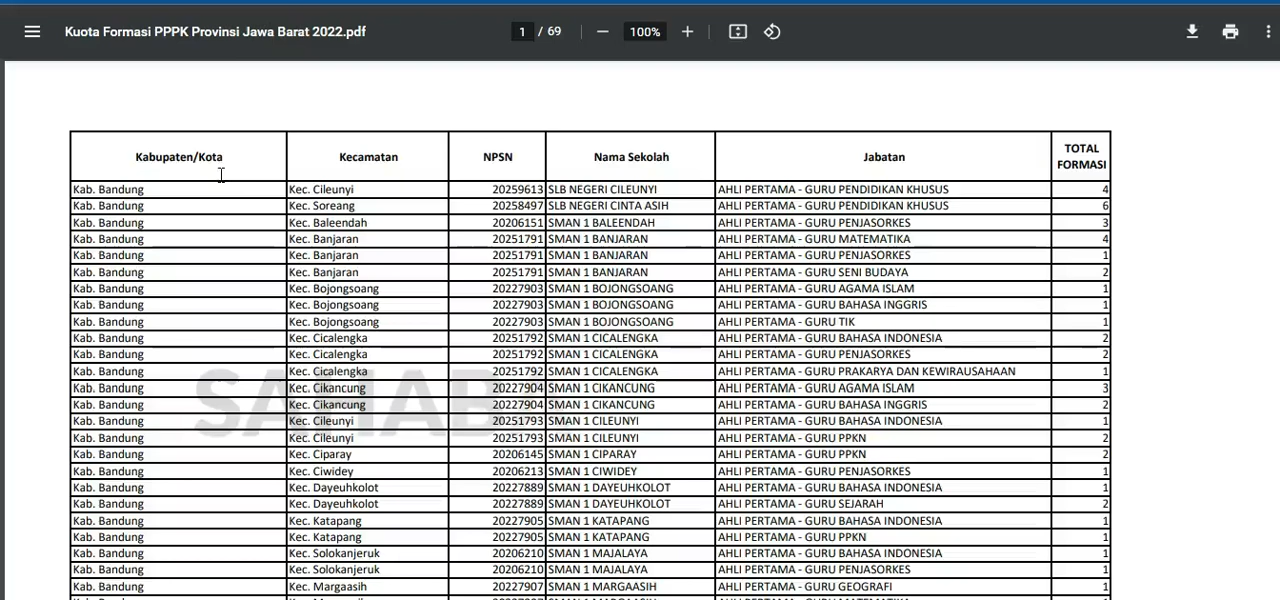 Kuota Formasi PPPK Provinsi Jawa Barat 2022.pdf 1 / 69 100%
Kabupaten/Kota Kecamatan NPSN Nama Sekolah Jabatan TOTAL FORMASI
Kab. Bandung Kec. Cileunyi 20259613 SLB NEGERI CILEUNYI AHLI PERTAMA - GURU PENDIDIKAN KHUSUS 4
Kab. Bandung Kec. Soreang 20258497 SLB NEGERI CINTA ASIH AHLI PERTAMA - GURU PENDIDIKAN KHUSUS 6
Kab. Bandung Kec. Baleendah 20206151 SMAN 1 BALEENDAH AHLI PERTAMA - GURU PENJASORKES 3
Kab. Bandung Kec. Banjaran 20251791 SMAN 1 BANJARAN AHLI PERTAMA - GURU MATEMATIKA 4
Kab. Bandung Kec. Banjaran 20251791 SMAN 1 BANJARAN AHLI PERTAMA - GURU PENJASORKES 1
Kab. Bandung Kec. Banjaran 20251791 SMAN 1 BANJARAN AHLI PERTAMA - GURU SENI BUDAYA 2
Kab. Bandung Kec. Bojongsoang 20227903 SMAN 1 BOJONGSOANG AHLI PERTAMA - GURU AGAMA ISLAM 1
Kab. Bandung Kec. Bojongsoang 20227903 SMAN 1 BOJONGSOANG AHLI PERTAMA - GURU BAHASA INGGRIS 1
Kab. Bandung Kec. Bojongsoang 20227903 SMAN 1 BOJONGSOANG AHLI PERTAMA - GURU TIK 1
Kab. Bandung Kec. Cicalengka 20251792 SMAN 1 CICALENGKA AHLI PERTAMA - GURU BAHASA INDONESIA 2
Kab. Bandung Kec. Cicalengka 20251792 SMAN 1 CICALENGKA AHLI PERTAMA - GURU PENJASORKES 2
Kab. Bandung Kec. Cicalengka 20251792 SMAN 1 CICALENGKA AHLI PERTAMA - GURU PRAKARYA DAN KEWIRAUSAHAAN 1
Kab. Bandung Kec. Cikancung 20227904 SMAN 1 CIKANCUNG AHLI PERTAMA - GURU AGAMA ISLAM 3
SAHAB
Kab. Bandung Kec. Cikancung 20227904 SMAN 1 CIKANCUNG AHLI PERTAMA - GURU BAHASA INGGRIS 2
Kab. Bandung Kec. Cileunyi 20251793 SMAN 1 CILEUNYI AHLI PERTAMA - GURU BAHASA INDONESIA 1
Kab. Bandung Kec. Cileunyi 20251793 SMAN 1 CILEUNYI AHLI PERTAMA - GURU PPKN 2
Kab. Bandung Kec. Ciparay 20206145 SMAN 1 CIPARAY AHLI PERTAMA - GURU PPKN 2
Kab. Bandung Kec. Ciwidey 20206213 SMAN 1 CIWIDEY AHLI PERTAMA - GURU PENJASORKES 1
Kab. Bandung Kec. Dayeuhkolot 20227889 SMAN 1 DAYEUHKOLOT AHLI PERTAMA - GURU BAHASA INDONESIA 1
Kab. Bandung Kec. Dayeuhkolot 20227889 SMAN 1 DAYEUHKOLOT AHLI PERTAMA - GURU SEJARAH 2
Kab. Bandung Kec. Katapang 20227905 SMAN 1 KATAPANG AHLI PERTAMA - GURU BAHASA INDONESIA 1
Kab. Bandung Kec. Katapang 20227905 SMAN 1 KATAPANG AHLI PERTAMA - GURU PPKN 1
Kab. Bandung Kec. Solokanjeruk 20206210 SMAN 1 MAJALAYA AHLI PERTAMA - GURU BAHASA INDONESIA 1
Kab. Bandung Kec. Solokanjeruk 20206210 SMAN 1 MAJALAYA AHLI PERTAMA - GURU PENJASORKES 1
Kab. Bandung Kec. Margaasih 20227907 SMAN 1 MARGAASIH AHLI PERTAMA - GURU GEOGRAFI 1